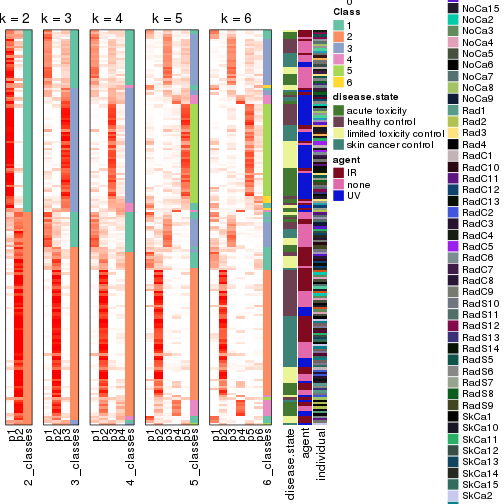 k = 2 k = 3 k = 4 k = 5 k = 6
p1
p2
2_classes
p1
p2
p3
3_classes
p1
p2
p3
p4
4_classes
p1
p2
p3
p4
p5
5_classes
p1
p2
p3
p4
p5
p6
6_classes
disease.state
agent
individual
0
Class
1
2
3
4
5
6
disease.state
acute toxicity
healthy control
limited toxicity control
skin cancer control
agent
IR
none
UV
NoCa15
NoCa2
NoCa3
NoCa4
NoCa5
NoCa6
NoCa7
NoCa8
NoCa9
Rad1
Rad2
Rad3
Rad4
RadC1
RadC10
RadC11
RadC12
RadC13
RadC2
RadC3
RadC4
RadC5
RadC6
RadC7
RadC8
RadC9
RadS10
RadS11
RadS12
RadS13
RadS14
RadS5
RadS6
RadS7
RadS8
RadS9
SkCa1
SkCa10
SkCa11
SkCa12
SkCa13
SkCa14
SkCa15
SkCa2